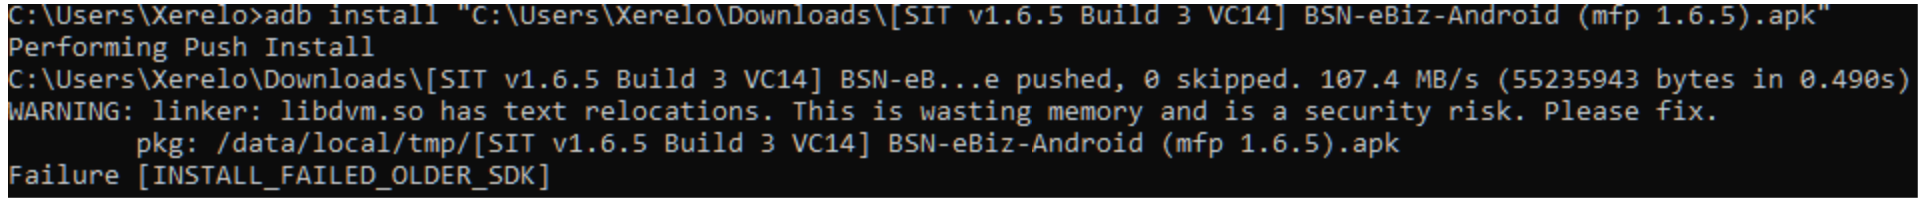 C:\Users\Xerelo>adb install "C:\Users\Xerelo\Downloads\[SIT v1.6.5 Build 3 VC14] BSN-eBiz-Android (mfp 1.6.5).apk"
Performing Push Install
C:\Users\Xerelo\Downloads\[SIT v1.6.5 Build 3 VC14] BSN-eB...e pushed, 0 skipped. 107.4 MB/s (55235943 bytes in 0.490s)
WARNING: linker: libdvm.so has text relocations. This is wasting memory and is a security risk. Please fix.
        pkg: /data/local/tmp/[SIT v1.6.5 Build 3 VC14] BSN-eBiz-Android (mfp 1.6.5).apk
Failure [INSTALL_FAILED_OLDER_SDK]